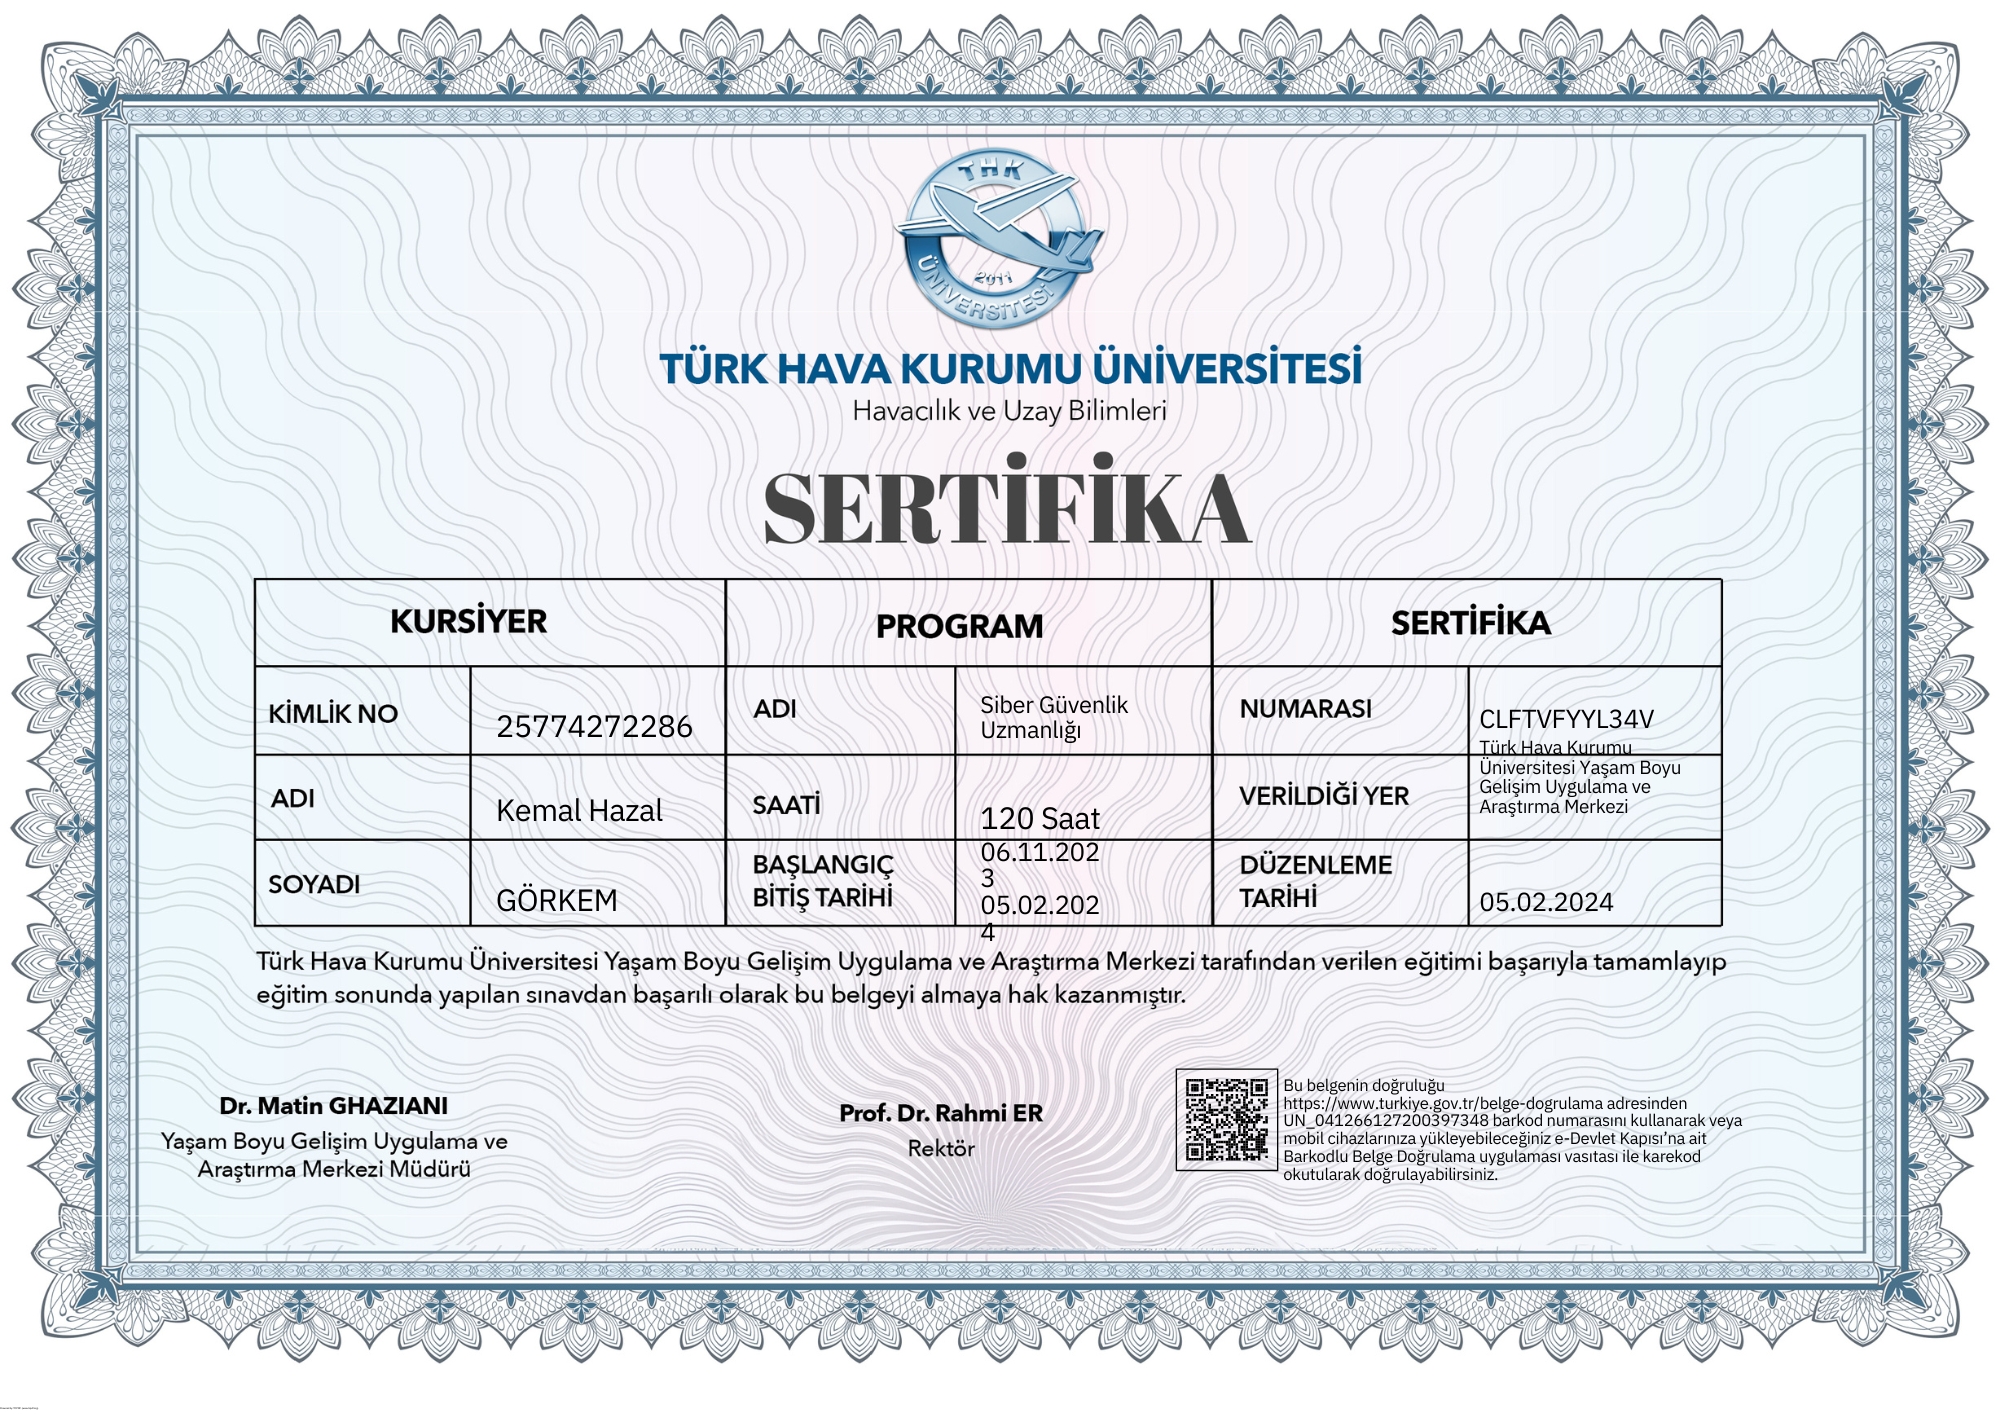 THK
2011
ÜNİVERSİTESİ
TÜRK HAVA KURUMU ÜNİVERSİTESİ
Havacılık ve Uzay Bilimleri
SERTİFİKA
KURSİYER
PROGRAM
SERTİFİKA
KİMLİK NO
25774272286
ADI
Siber Güvenlik
Uzmanlığı
NUMARASI
CLFTVFYYL34V
ADI
Kemal Hazal
SAATİ
120 Saat
VERİLDİĞİ YER
Türk Hava Kurumu
Üniversitesi Yaşam Boyu
Gelişim Uygulama ve
Araştırma Merkezi
SOYADI
GÖRKEM
BAŞLANGIÇ
BİTİŞ TARİHİ
06.11.202
3
05.02.202
4
DÜZENLEME
TARİHİ
05.02.2024
Türk Hava Kurumu Üniversitesi Yaşam Boyu Gelişim Uygulama ve Araştırma Merkezi tarafından verilen eğitimi başarıyla tamamlayıp
eğitim sonunda yapılan sınavdan başarılı olarak bu belgeyi almaya hak kazanmıştır.
Dr. Matin GHAZIANI
Yaşam Boyu Gelişim Uygulama ve
Araştırma Merkezi Müdürü
Prof. Dr. Rahmi ER
Rektör
Bu belgenin doğruluğu
https://www.turkiye.gov.tr/belge-dogrulama adresinden
UN_041266127200397348 barkod numarasını kullanarak veya
mobil cihazlarınıza yükleyebileceğiniz e-Devlet Kapısı'na ait
Barkodlu Belge Doğrulama uygulaması vasıtası ile karekod
okutularak doğrulayabilirsiniz.